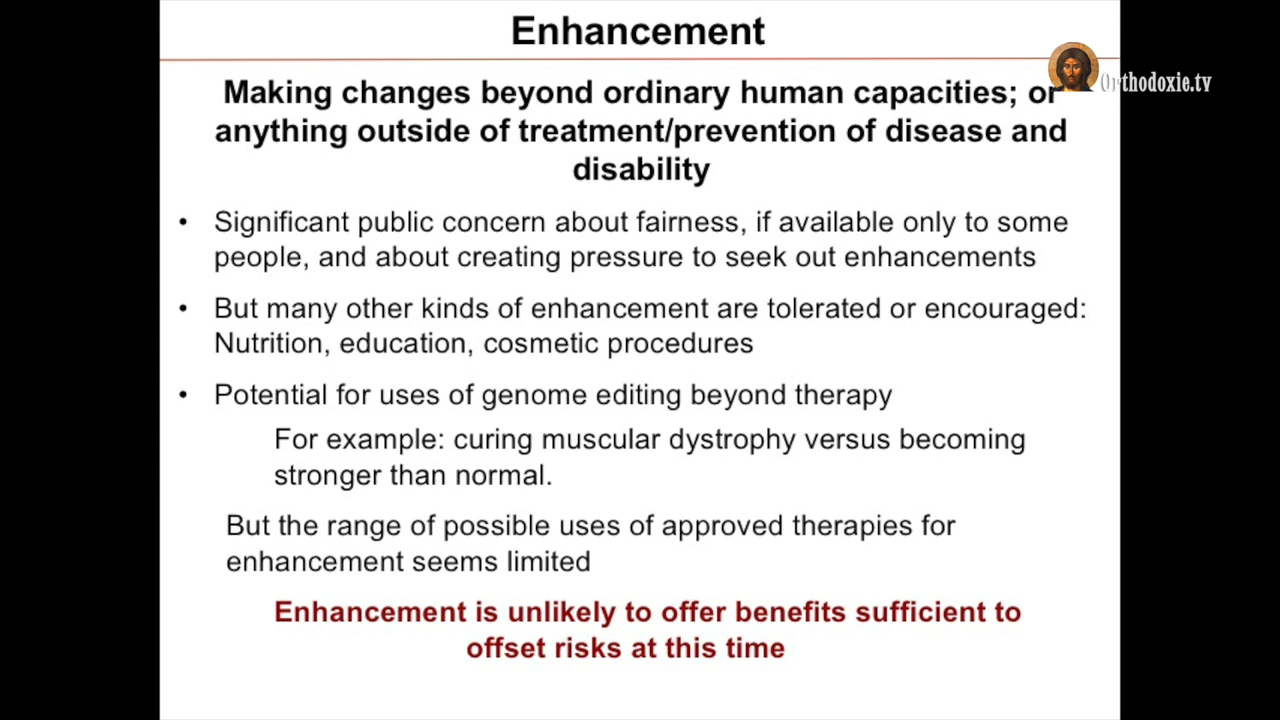 Enhancement
Orthodoxie.tv
Making changes beyond ordinary human capacities; or
anything outside of treatment/prevention of disease and
disability
• Significant public concern about fairness, if available only to some
people, and about creating pressure to seek out enhancements
• But many other kinds of enhancement are tolerated or encouraged:
Nutrition, education, cosmetic procedures
• Potential for uses of genome editing beyond therapy
For example: curing muscular dystrophy versus becoming
stronger than normal.
But the range of possible uses of approved therapies for
enhancement seems limited
Enhancement is unlikely to offer benefits sufficient to
offset risks at this time